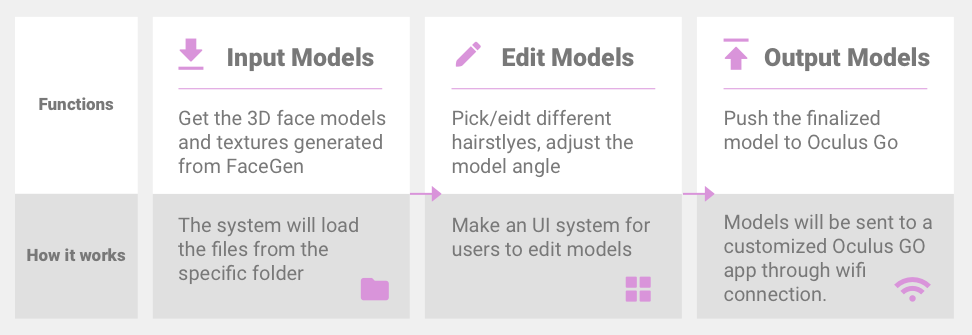 Input Models
Edit Models
Output Models
Functions
Get the 3D face models
and textures generated
from FaceGen
Pick/eidt different
hairstlyes, adjust the
model angle
Push the finalized
model to Oculus Go
How it works
The system will load
the files from the
specific folder
Make an UI system for
users to edit models
Models will be sent to a
customized Oculus GO
app through wifi
connection.